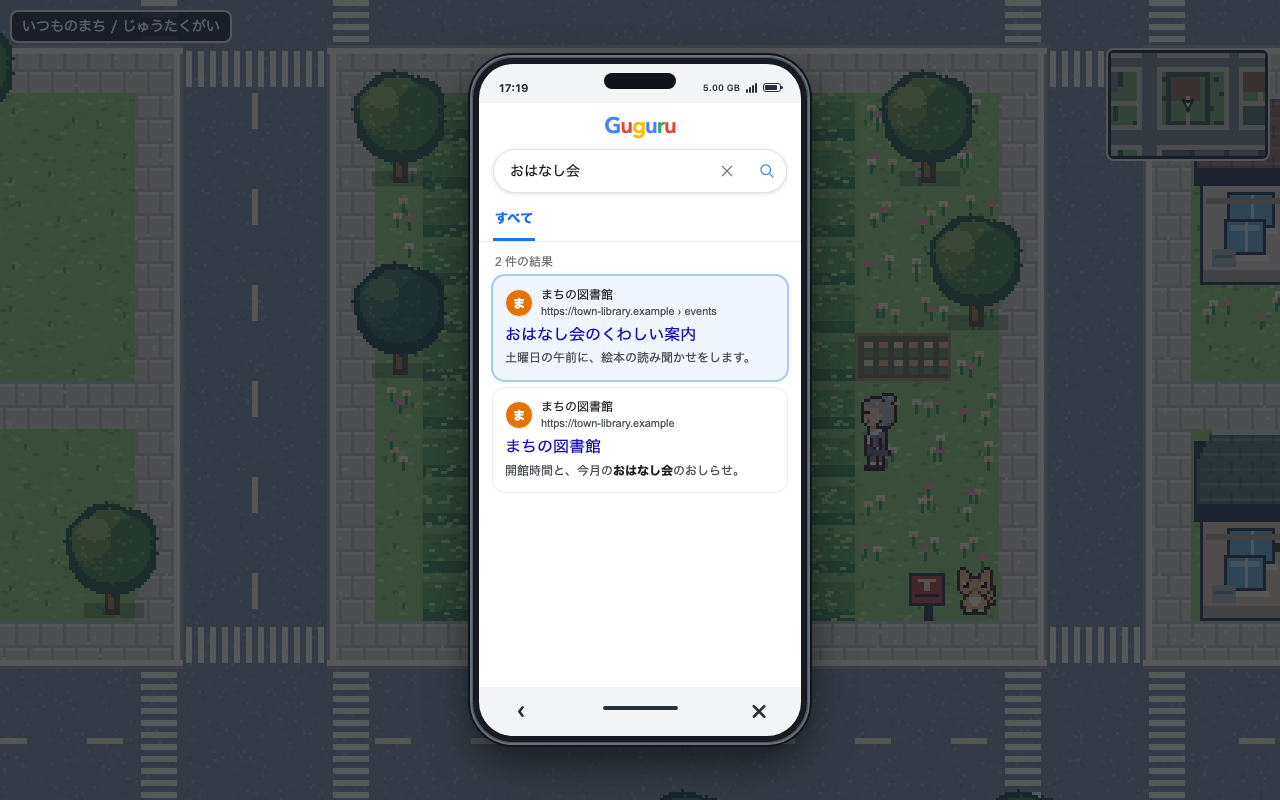 いつものまち / じゅうたくがい
17:19
5.00 GB
Guguru
おはなし会
すべて
2 件の結果
ま
まちの図書館
https://town-library.example › events
おはなし会のくわしい案内
土曜日の午前に、絵本の読み聞かせをします。
ま
まちの図書館
https://town-library.example
まちの図書館
開館時間と、今月のおはなし会のおしらせ。